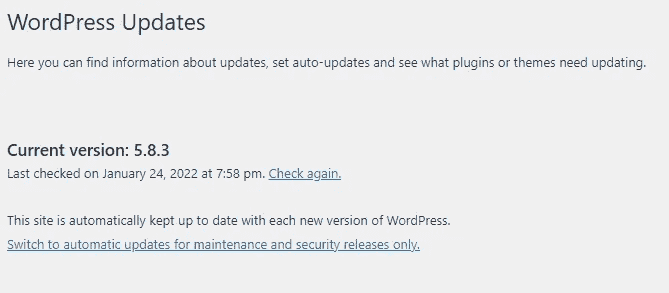 WordPress Updates
Here you can find information about updates, set auto-updates and see what plugins or themes need updating.
Current version: 5.8.3
Last checked on January 24, 2022 at 7:58 pm. Check again.
This site is automatically kept up to date with each new version of WordPress.
Switch to automatic updates for maintenance and security releases only.